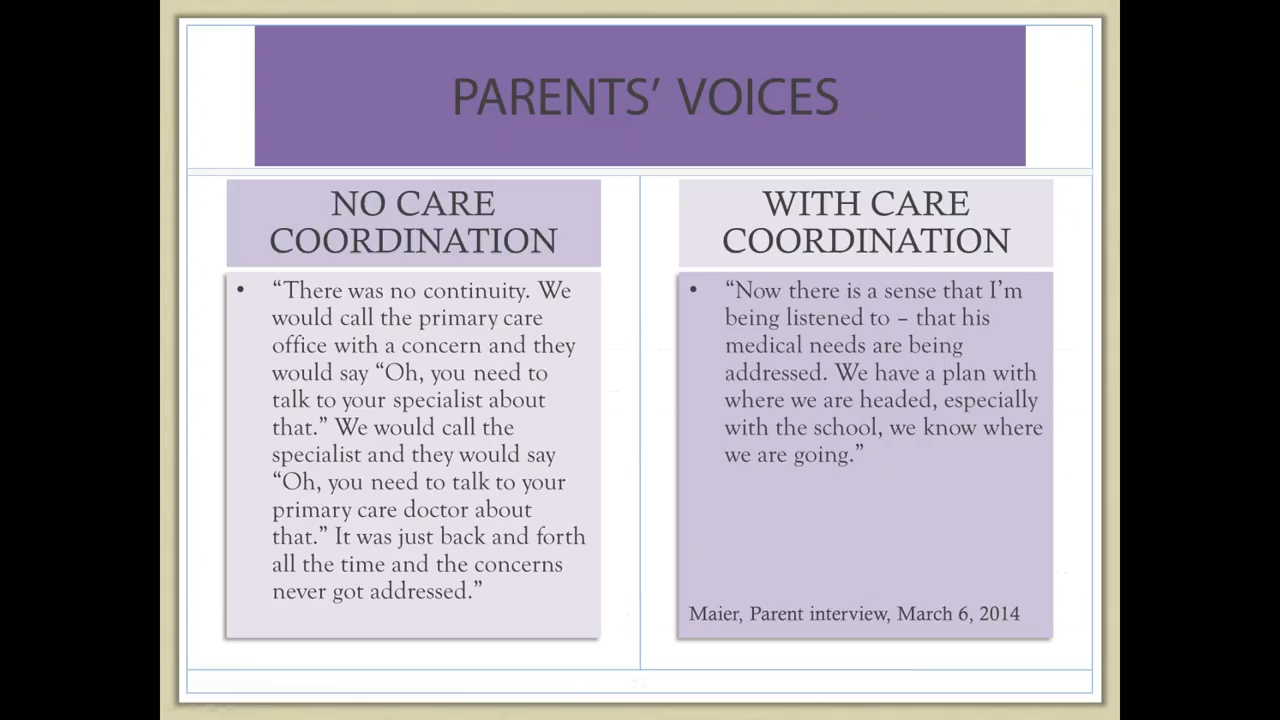 PARENTS’ VOICES
NO CARE
COORDINATION
• “There was no continuity. We
would call the primary care
office with a concern and they
would say “Oh, you need to
talk to your specialist about
that.” We would call the
specialist and they would say
“Oh, you need to talk to your
primary care doctor about
that.” It was just back and forth
all the time and the concerns
never got addressed.”
WITH CARE
COORDINATION
• “Now there is a sense that I’m
being listened to – that his
medical needs are being
addressed. We have a plan with
where we are headed, especially
with the school, we know where
we are going.”
Maier, Parent interview, March 6, 2014